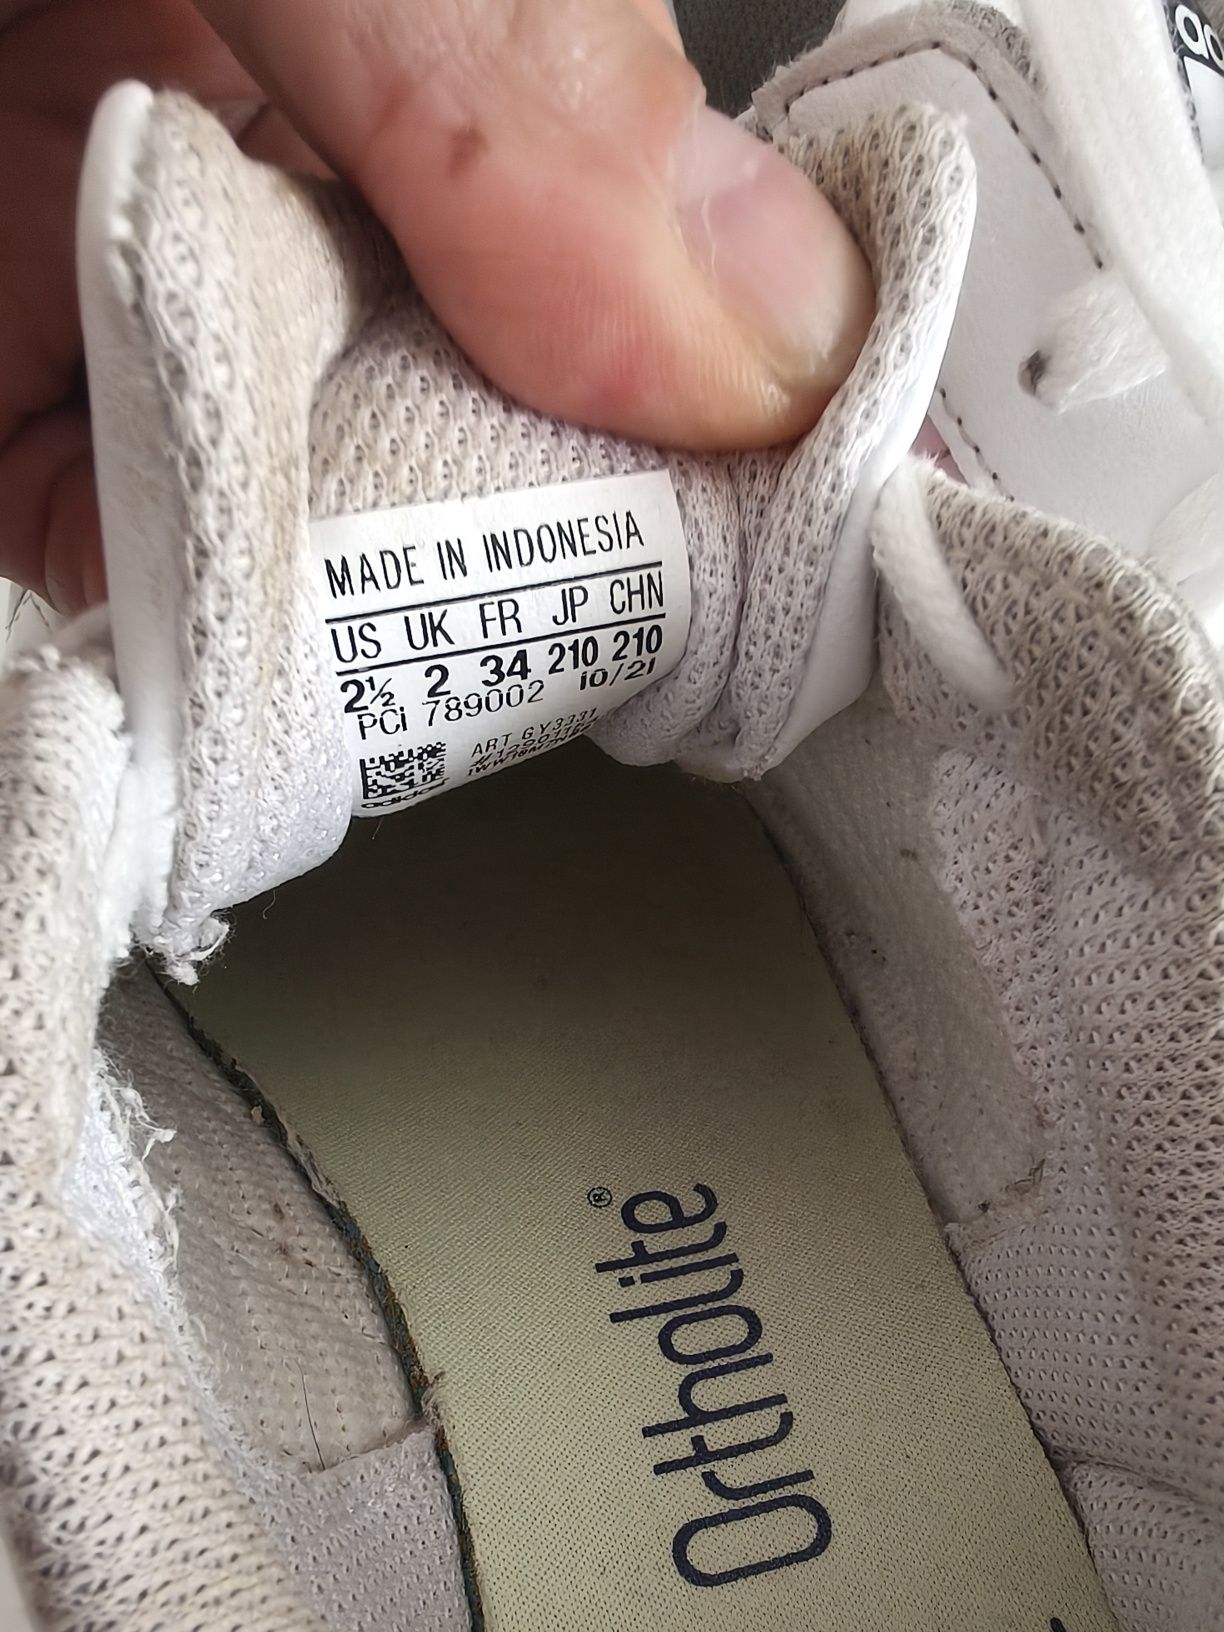 MADE IN INDONESIA
US UK FR JP CHN
2½ 2 34 210 210
PCI 789002 10/21
ART GY3331
adidas
Ortholite®